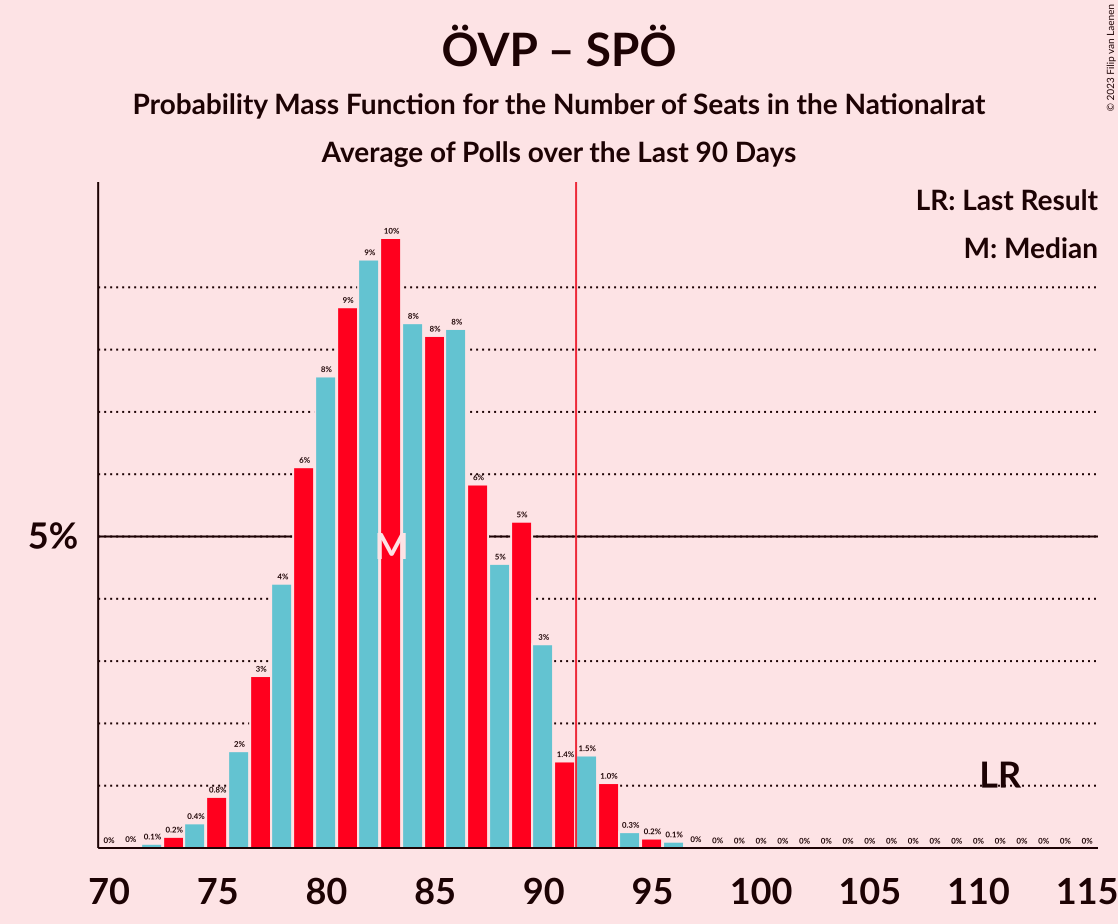 ÖVP – SPÖ
Probability Mass Function for the Number of Seats in the Nationalrat
Average of Polls over the Last 90 Days
© 2023 Filip van Laenen
LR: Last Result
M: Median
5%
0% 0% 0.1% 0.2% 0.4% 0.8% 2% 3% 4% 6% 8% 9% 9% 10% 8% 8% 8% 6% 5% 5% 3% 1.4% 1.5% 1.0% 0.3% 0.2% 0.1% 0% 0% 0% 0% 0% 0% 0% 0% 0% 0% 0% 0% 0% 0% 0% 0% 0% 0% 0%
M
LR
70 75 80 85 90 95 100 105 110 115